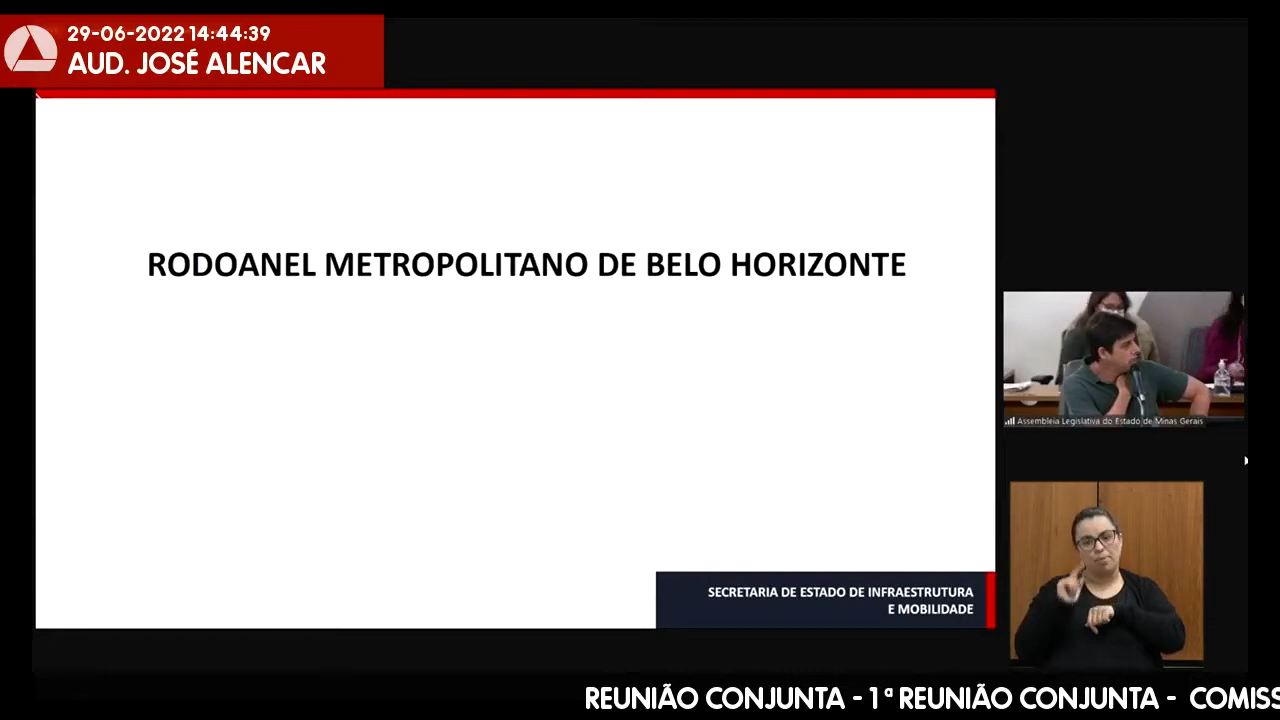 29-06-2022 14:44:39
AUD. JOSÉ ALENCAR
RODOANEL METROPOLITANO DE BELO HORIZONTE
Assembleia Legislativa do Estado de Minas Gerais
SECRETARIA DE ESTADO DE INFRAESTRUTURA
E MOBILIDADE
REUNIÃO CONJUNTA - 1ª REUNIÃO CONJUNTA - COMISS